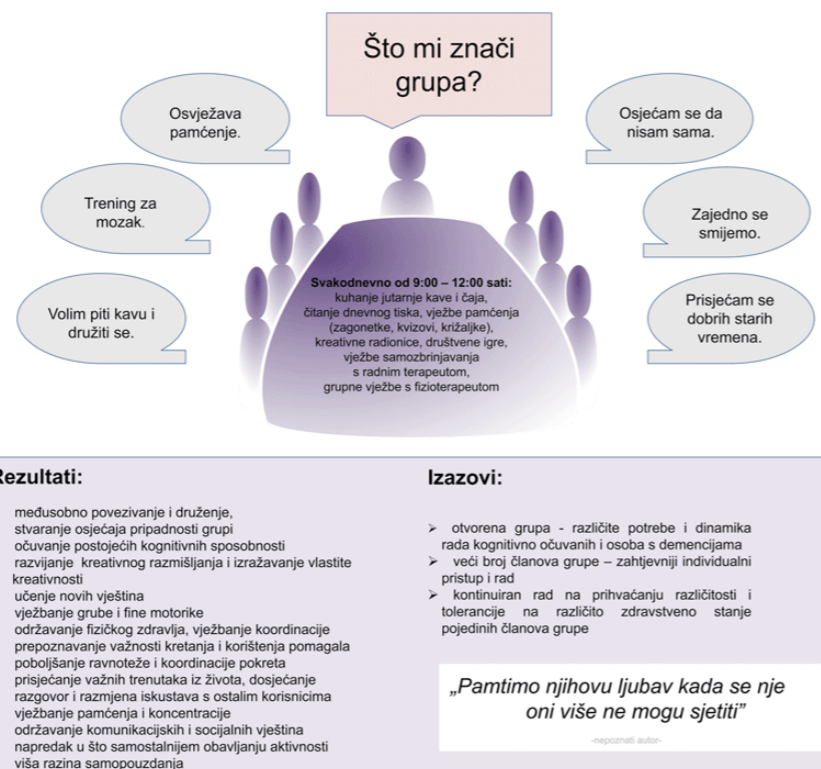 Što mi znači
grupa?
Osvježava
pamćenje.
Osjećam se da
nisam sama.
Trening za
mozak.
Zajedno se
smijemo.
Volim piti kavu i
družiti se.
Prisjećam se
dobrih starih
vremena.
Svakodnevno od 9:00 – 12:00 sati:
kuhanje jutarnje kave i čaja,
čitanje dnevnog tiska, vježbe pamćenja
(zagonetke, kvizovi, križaljke),
kreativne radionice, društvene igre,
vježbe samozbrinjavanja
s radnim terapeutom,
grupne vježbe s fizioterapeutom
Rezultati:
međusobno povezivanje i druženje,
stvaranje osjećaja pripadnosti grupi
očuvanje postojećih kognitivnih sposobnosti
razvijanje kreativnog razmišljanja i izražavanje vlastite
kreativnosti
učenje novih vještina
vježbanje grube i fine motorike
održavanje fizičkog zdravlja, vježbanje koordinacije
prepoznavanje važnosti kretanja i korištenja pomagala
poboljšanje ravnoteže i koordinacije pokreta
prisjećanje važnih trenutaka iz života, dosjećanje
razgovor i razmjena iskustava s ostalim korisnicima
vježbanje pamćenja i koncentracije
održavanje komunikacijskih i socijalnih vještina
napredak u što samostalnijem obavljanju aktivnosti
viša razina samopouzdanja
Izazovi:
➢ otvorena grupa - različite potrebe i dinamika
rada kognitivno očuvanih i osoba s demencijama
➢ veći broj članova grupe – zahtjevniji individualni
pristup i rad
➢ kontinuiran rad na prihvaćanju različitosti i
tolerancije na različito zdravstveno stanje
pojedinih članova grupe
„Pamtimo njihovu ljubav kada se nje
oni više ne mogu sjetiti”
-nepoznati autor-